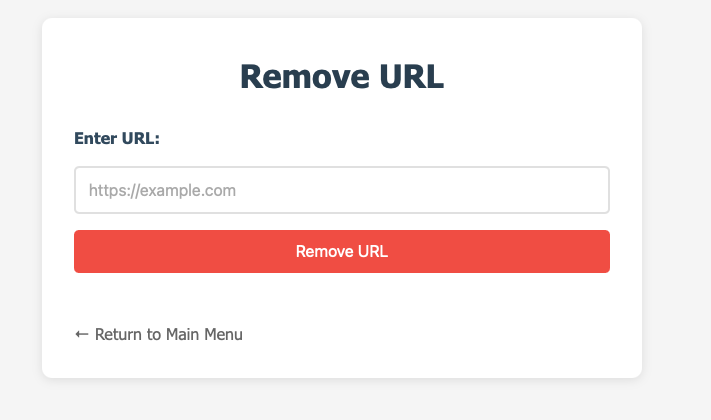 Remove URL
Enter URL:
https://example.com
Remove URL
← Return to Main Menu